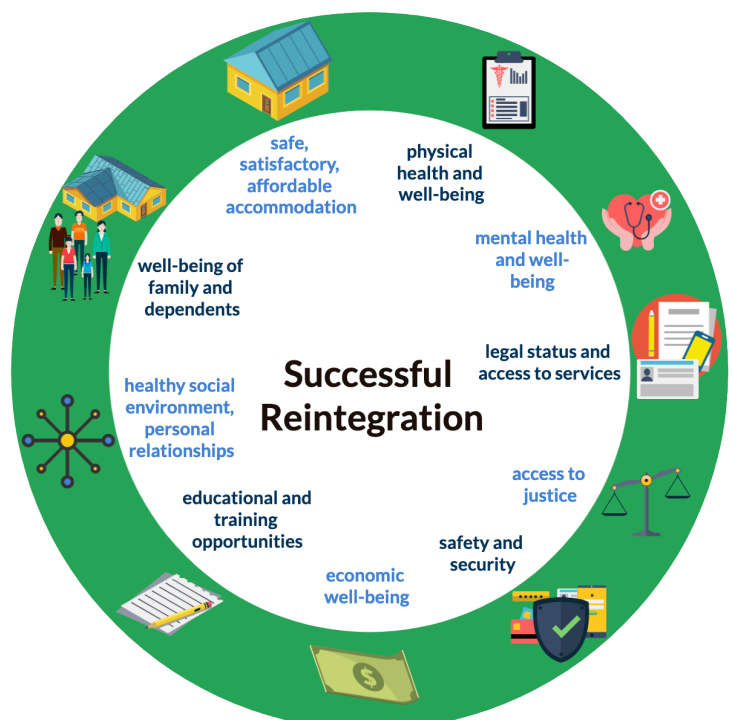 safe,
satisfactory,
affordable
accommodation
physical
health and
well-being
mental health
and well-
being
legal status and
access to services
access to
justice
safety and
security
economic
well-being
educational and
training
opportunities
healthy social
environment,
personal
relationships
well-being of
family and
dependents
Successful
Reintegration